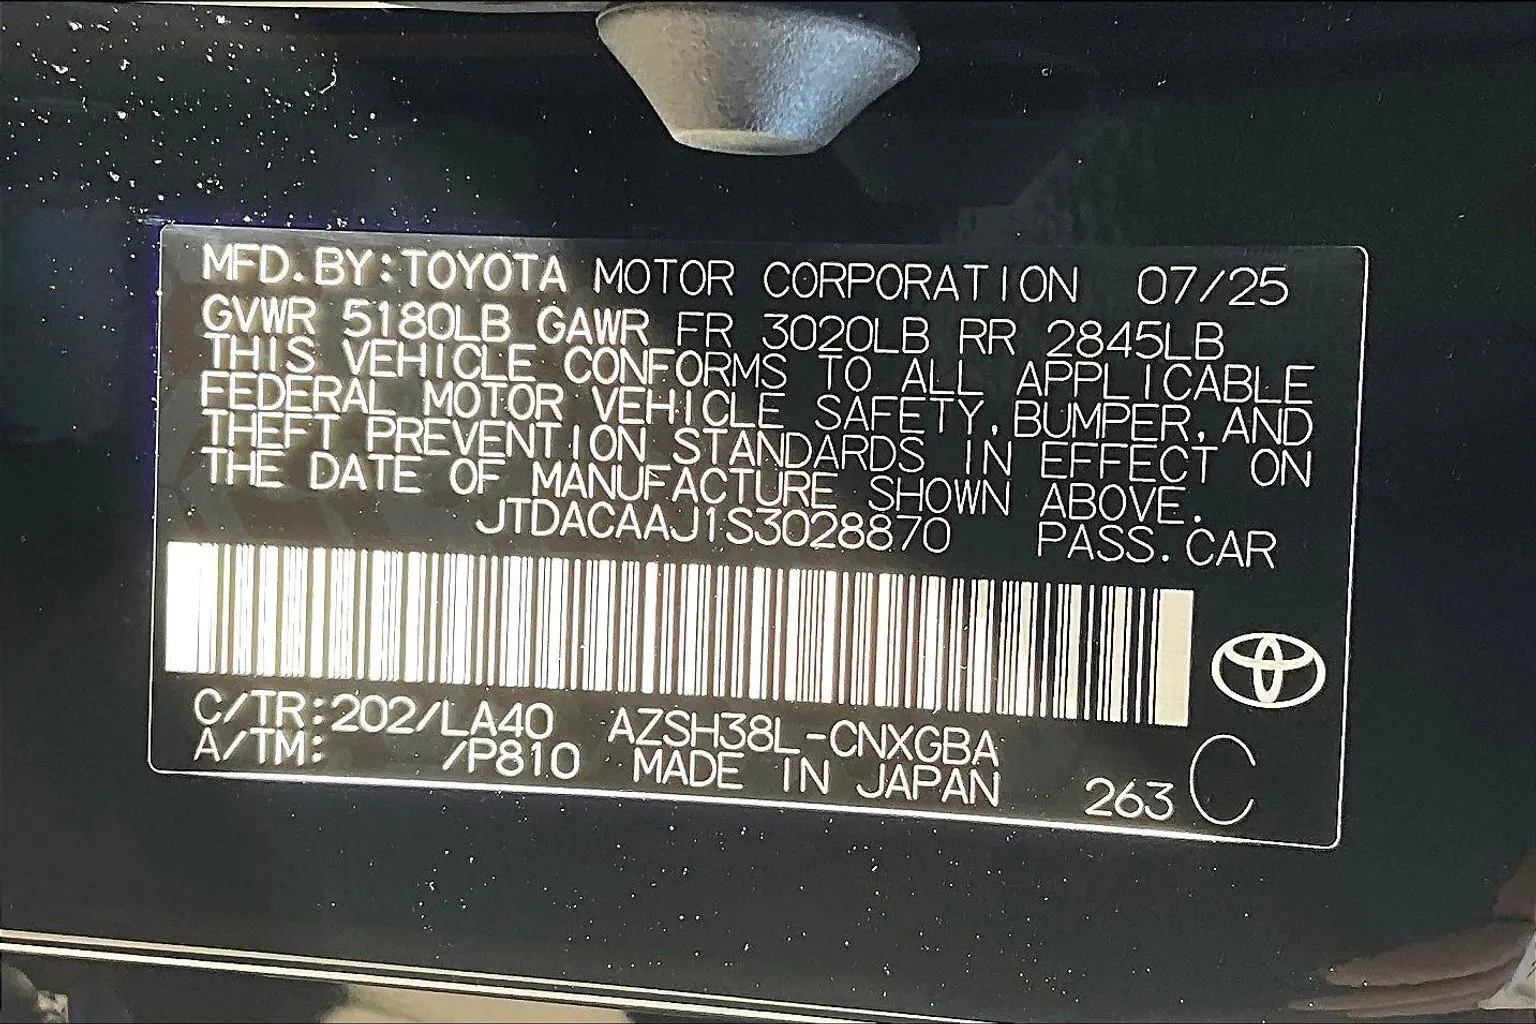 MFD. BY: TOYOTA MOTOR CORPORATION 07/25
GVWR 5180LB GAWR FR 3020LB RR 2845LB
THIS VEHICLE CONFORMS TO ALL APPLICABLE
FEDERAL MOTOR VEHICLE SAFETY, BUMPER, AND
THEFT PREVENTION STANDARDS IN EFFECT ON
THE DATE OF MANUFACTURE SHOWN ABOVE.
JTDACAAJ1S3028870 PASS. CAR
C/TR: 202/LA40 AZSH38L-CNXGBA
A/TM: /P810 MADE IN JAPAN 263 C